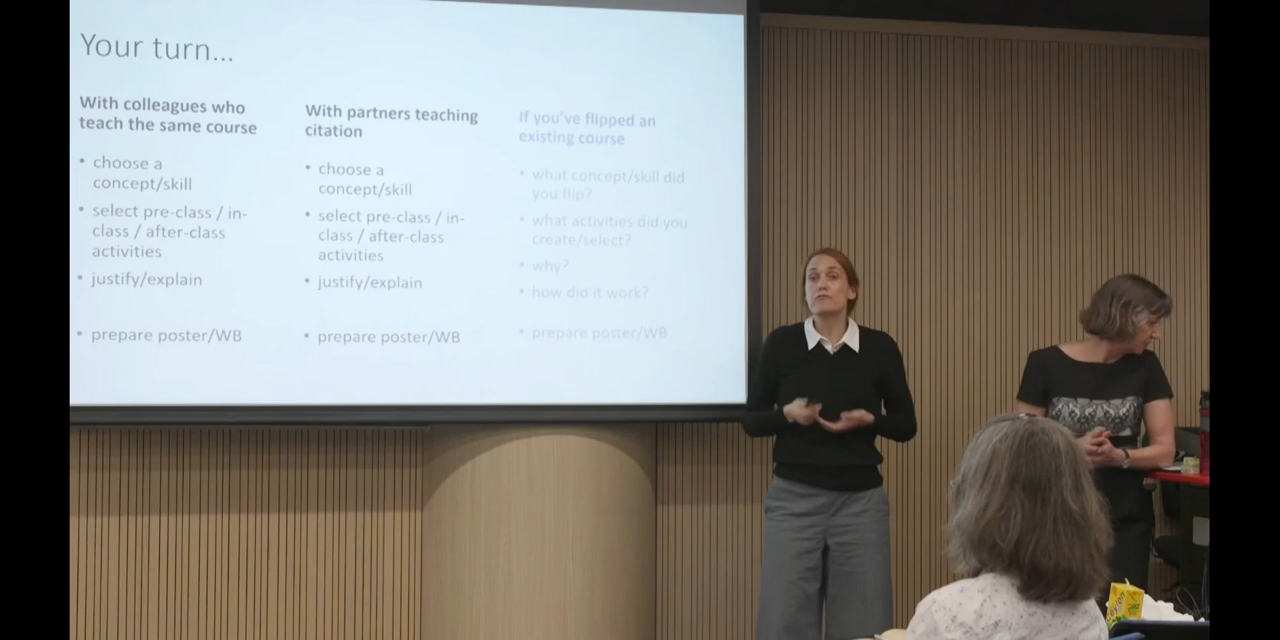 Your turn...
With colleagues who
teach the same course
• choose a
concept/skill
• select pre-class / in-
class / after-class
activities
• justify/explain
• prepare poster/WB
With partners teaching
citation
• choose a
concept/skill
• select pre-class / in-
class / after-class
activities
• justify/explain
• prepare poster/WB
If you've flipped an
existing course
• what concept/skill did
you flip?
• what activities did you
create/select?
• why?
• how did it work?
• prepare poster/WB